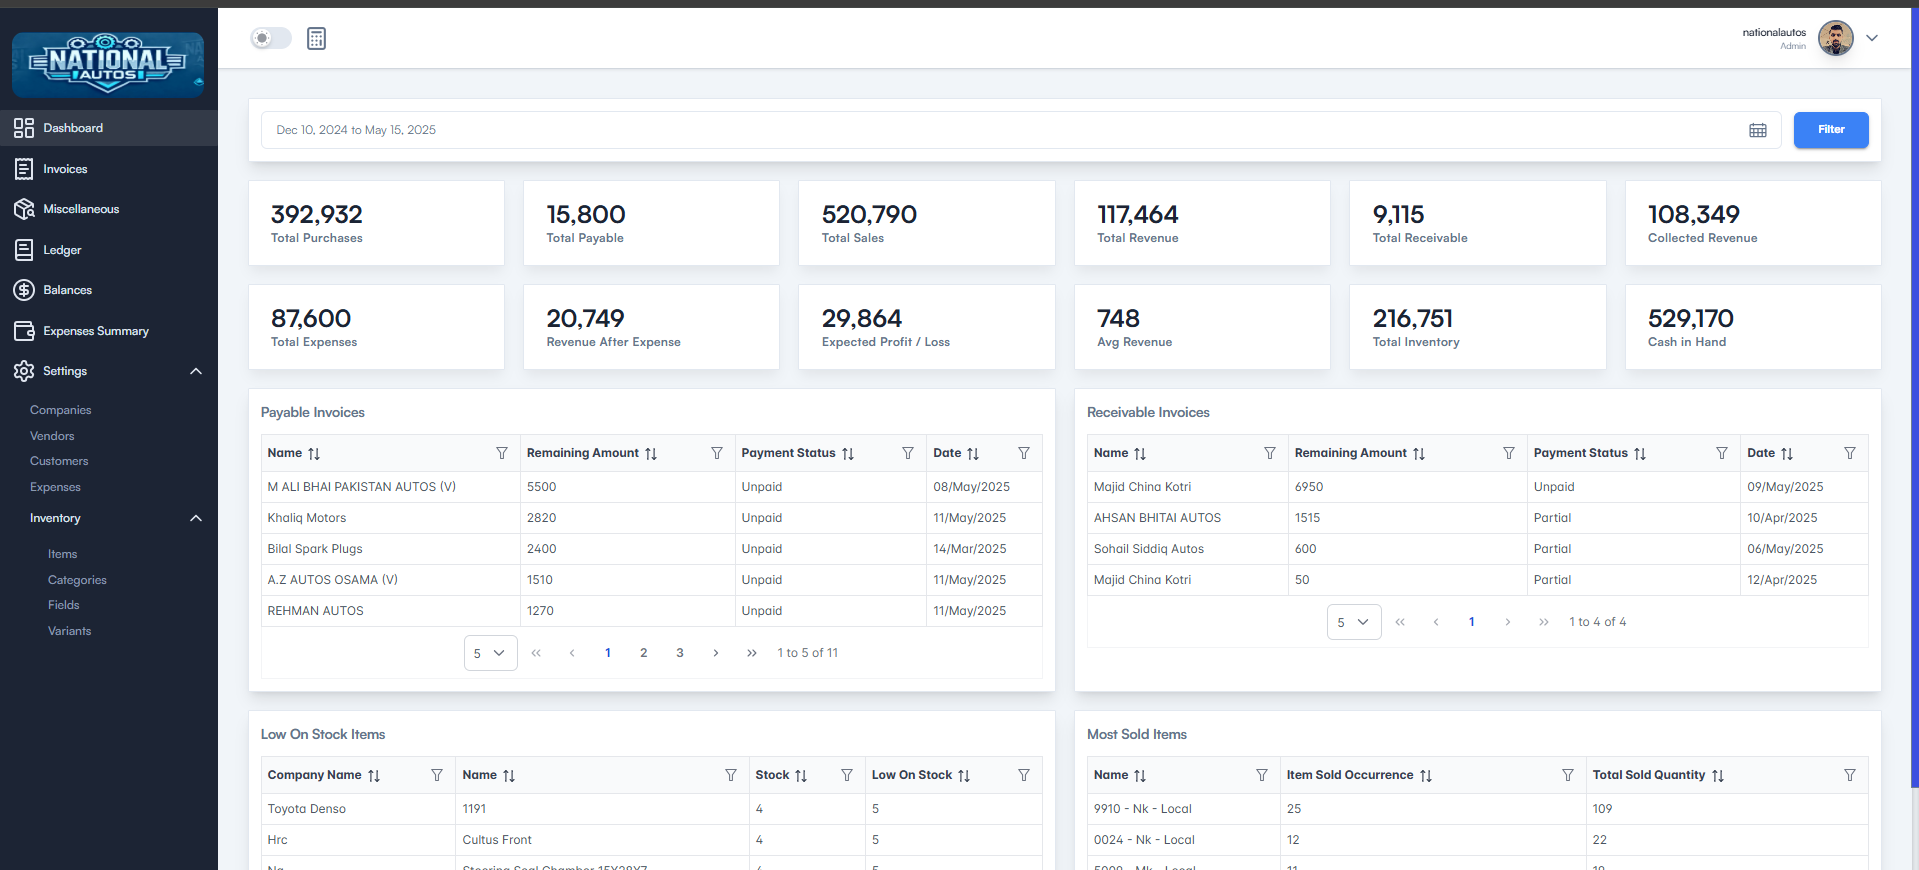 NATIONAL
AUTOS
nationalautos
Admin
Dashboard
Invoices
Miscellaneous
Ledger
Balances
Expenses Summary
Settings
Companies
Vendors
Customers
Expenses
Inventory
Items
Categories
Fields
Variants
Dec 10, 2024 to May 15, 2025
Filter
392,932
Total Purchases
15,800
Total Payable
520,790
Total Sales
117,464
Total Revenue
9,115
Total Receivable
108,349
Collected Revenue
87,600
Total Expenses
20,749
Revenue After Expense
29,864
Expected Profit / Loss
748
Avg Revenue
216,751
Total Inventory
529,170
Cash in Hand
Payable Invoices
Name Remaining Amount Payment Status Date
M ALI BHAI PAKISTAN AUTOS (V) 5500 Unpaid 08/May/2025
Khaliq Motors 2820 Unpaid 11/May/2025
Bilal Spark Plugs 2400 Unpaid 14/Mar/2025
A.Z AUTOS OSAMA (V) 1510 Unpaid 11/May/2025
REHMAN AUTOS 1270 Unpaid 11/May/2025
5 « ‹ 1 2 3 › » 1 to 5 of 11
Receivable Invoices
Name Remaining Amount Payment Status Date
Majid China Kotri 6950 Unpaid 09/May/2025
AHSAN BHITAI AUTOS 1515 Partial 10/Apr/2025
Sohail Siddiq Autos 600 Partial 06/May/2025
Majid China Kotri 50 Partial 12/Apr/2025
5 « ‹ 1 › » 1 to 4 of 4
Low On Stock Items
Company Name Name Stock Low On Stock
Toyota Denso 1191 4 5
Hrc Cultus Front 4 5
Most Sold Items
Name Item Sold Occurrence Total Sold Quantity
9910 - Nk - Local 25 109
0024 - Nk - Local 12 22